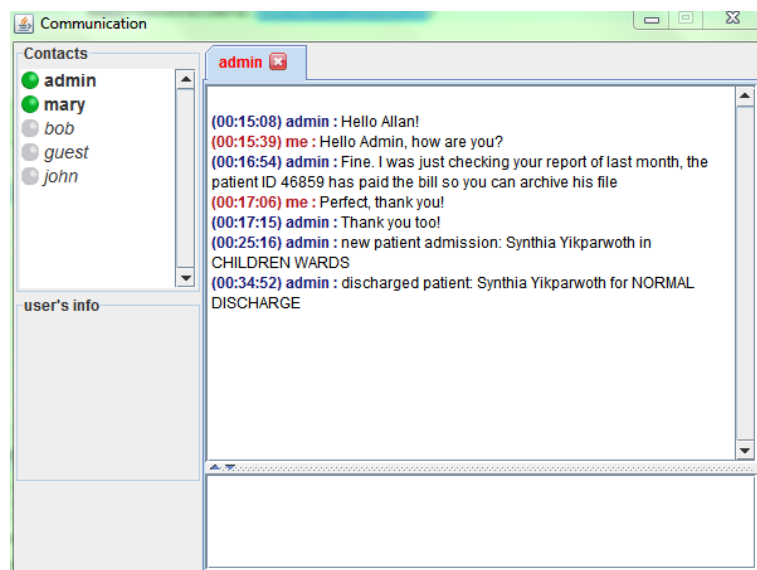 Communication
Contacts
admin
mary
bob
guest
john
user's info
admin
(00:15:08) admin : Hello Allan!
(00:15:39) me : Hello Admin, how are you?
(00:16:54) admin : Fine. I was just checking your report of last month, the
patient ID 46859 has paid the bill so you can archive his file
(00:17:06) me : Perfect, thank you!
(00:17:15) admin : Thank you too!
(00:25:16) admin : new patient admission: Synthia Yikparwoth in
CHILDREN WARDS
(00:34:52) admin : discharged patient: Synthia Yikparwoth for NORMAL
DISCHARGE